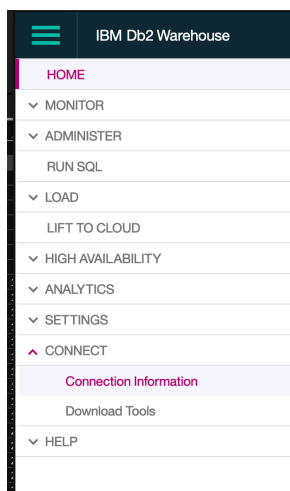 IBM Db2 Warehouse
HOME
MONITOR
ADMINISTER
RUN SQL
LOAD
LIFT TO CLOUD
HIGH AVAILABILITY
ANALYTICS
SETTINGS
CONNECT
Connection Information
Download Tools
HELP